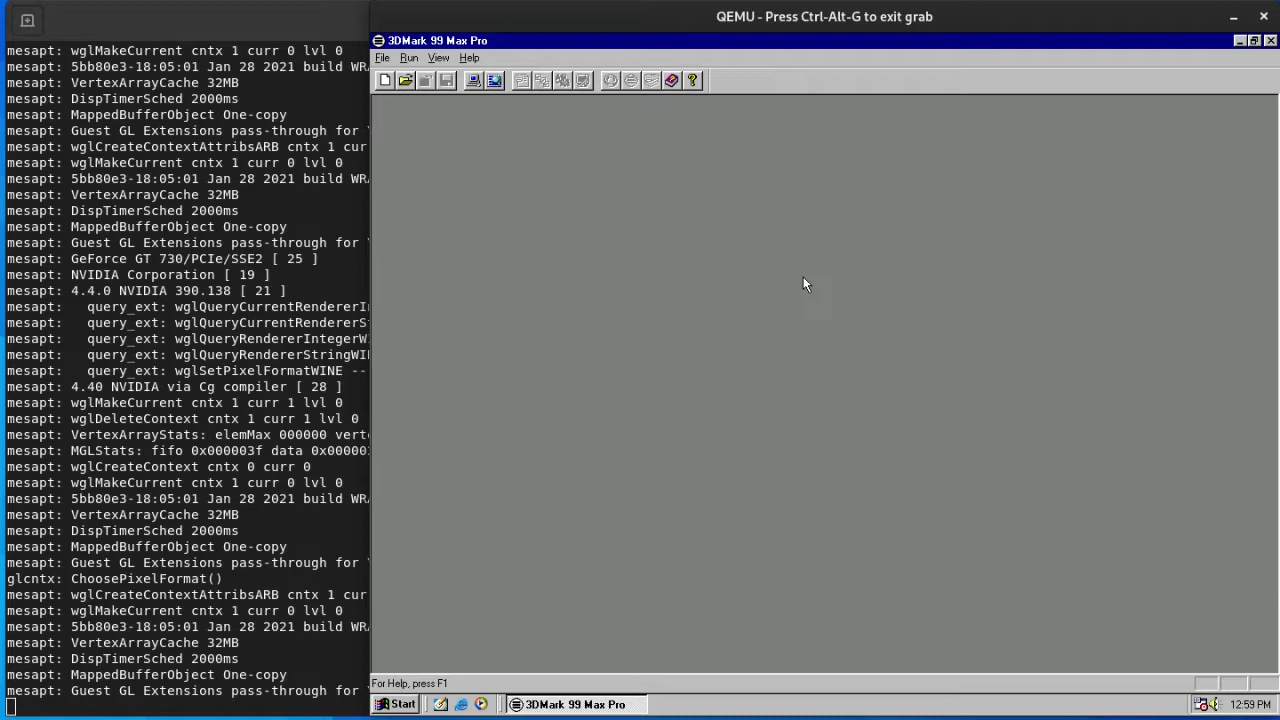 mesapt: wglMakeCurrent cntx 1 curr 0 lvl 0
mesapt: 5bb80e3-18:05:01 Jan 28 2021 build WR
mesapt: VertexArrayCache 32MB
mesapt: DispTimerSched 2000ms
mesapt: MappedBufferObject One-copy
mesapt: Guest GL Extensions pass-through for
mesapt: wglCreateContextAttribsARB cntx 1 cur
mesapt: wglMakeCurrent cntx 1 curr 0 lvl 0
mesapt: 5bb80e3-18:05:01 Jan 28 2021 build WR
mesapt: VertexArrayCache 32MB
mesapt: DispTimerSched 2000ms
mesapt: MappedBufferObject One-copy
mesapt: Guest GL Extensions pass-through for
mesapt: GeForce GT 730/PCIe/SSE2 [ 25 ]
mesapt: NVIDIA Corporation [ 19 ]
mesapt: 4.4.0 NVIDIA 390.138 [ 21 ]
mesapt:   query_ext: wglQueryCurrentRendererI
mesapt:   query_ext: wglQueryCurrentRendererS
mesapt:   query_ext: wglQueryRendererIntegerW
mesapt:   query_ext: wglQueryRendererStringWI
mesapt:   query_ext: wglSetPixelFormatWINE --
mesapt: 4.40 NVIDIA via Cg compiler [ 28 ]
mesapt: wglMakeCurrent cntx 1 curr 1 lvl 0
mesapt: wglDeleteContext cntx 1 curr 1 lvl 0
mesapt: VertexArrayStats: elemMax 000000 verte
mesapt: MGLStats: fifo 0x000003f data 0x00000
mesapt: wglCreateContext cntx 0 curr 0
mesapt: wglMakeCurrent cntx 1 curr 0 lvl 0
mesapt: 5bb80e3-18:05:01 Jan 28 2021 build WR
mesapt: VertexArrayCache 32MB
mesapt: DispTimerSched 2000ms
mesapt: MappedBufferObject One-copy
mesapt: Guest GL Extensions pass-through for
glcntx: ChoosePixelFormat()
mesapt: wglCreateContextAttribsARB cntx 1 cur
mesapt: wglMakeCurrent cntx 1 curr 0 lvl 0
mesapt: 5bb80e3-18:05:01 Jan 28 2021 build WR
mesapt: VertexArrayCache 32MB
mesapt: DispTimerSched 2000ms
mesapt: MappedBufferObject One-copy
mesapt: Guest GL Extensions pass-through for
QEMU - Press Ctrl-Alt-G to exit grab
3DMark 99 Max Pro
File Run View Help
For Help, press F1
Start
3DMark 99 Max Pro
12:59 PM